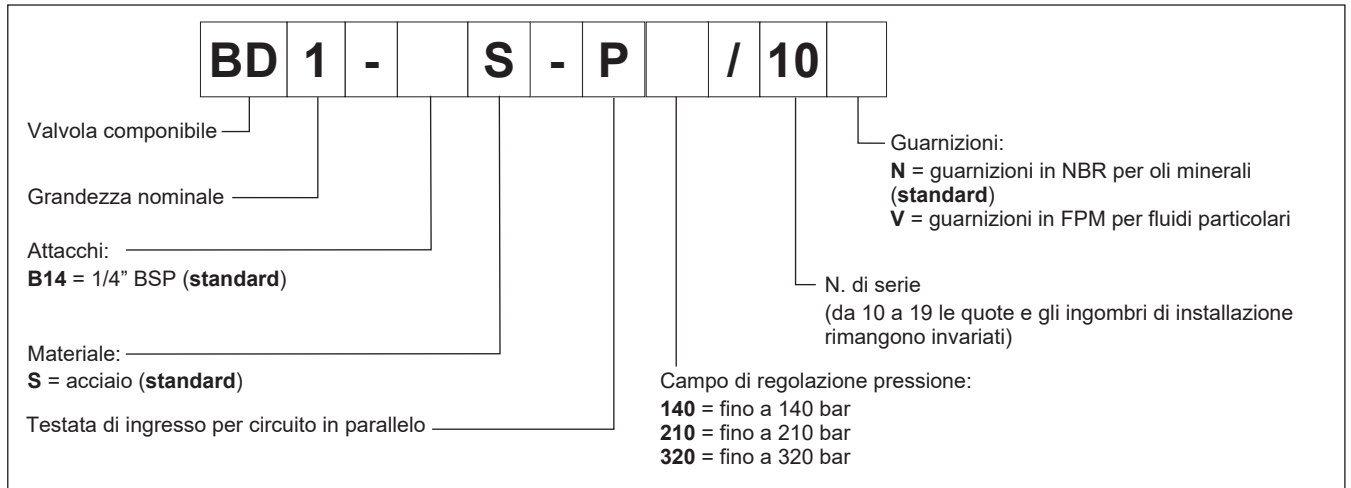 BD 1 - S - P / 10
Valvola componibile
Grandezza nominale
Attacchi:
B14 = 1/4” BSP (standard)
Materiale:
S = acciaio (standard)
Testata di ingresso per circuito in parallelo
Guarnizioni:
N = guarnizioni in NBR per oli minerali
(standard)
V = guarnizioni in FPM per fluidi particolari
N. di serie
(da 10 a 19 le quote e gli ingombri di installazione
rimangono invariati)
Campo di regolazione pressione:
140 = fino a 140 bar
210 = fino a 210 bar
320 = fino a 320 bar